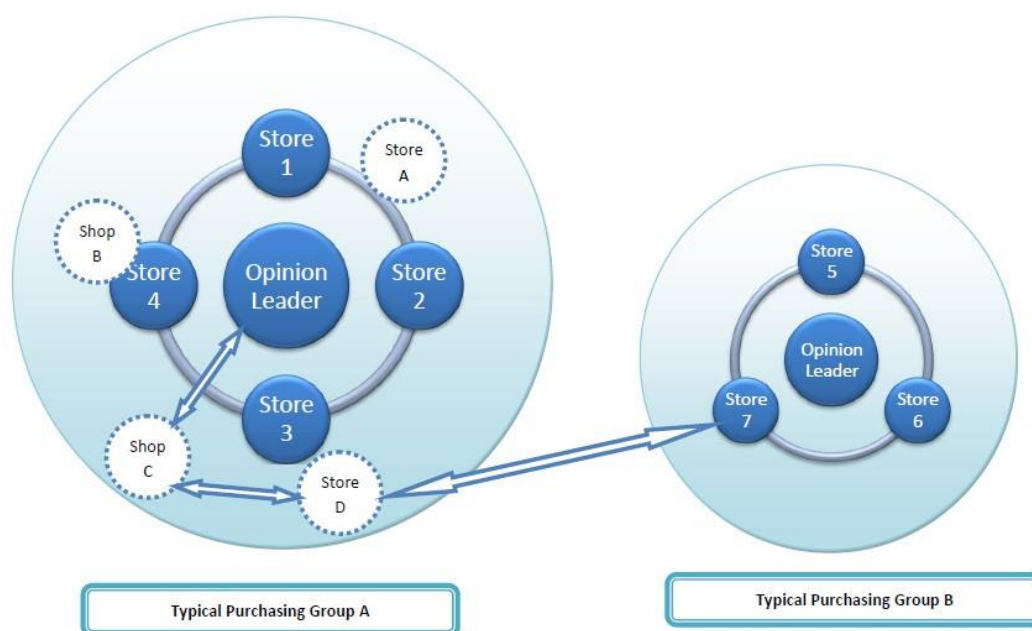 Store
1
Store
A
Shop
B
Store
4
Opinion
Leader
Store
2
Store
3
Shop
C
Store
D
Store
5
Opinion
Leader
Store
7
Store
6
Typical Purchasing Group A
Typical Purchasing Group B